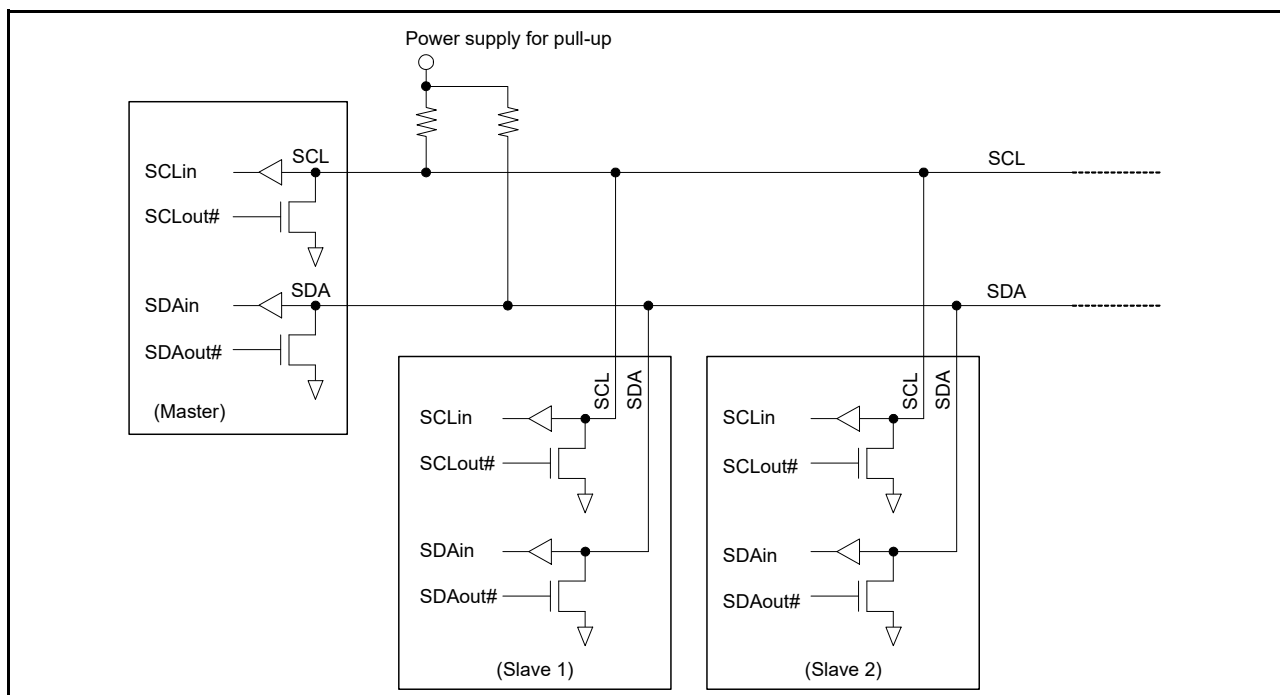 Power supply for pull-up
SCL
SCLin
SCLout#
SDA
SDAin
SDAout#
(Master)
SCL
SDA
SCL
SDA
SCLin
SCLout#
SDAin
SDAout#
(Slave 1)
SCL
SDA
SCLin
SCLout#
SDAin
SDAout#
(Slave 2)